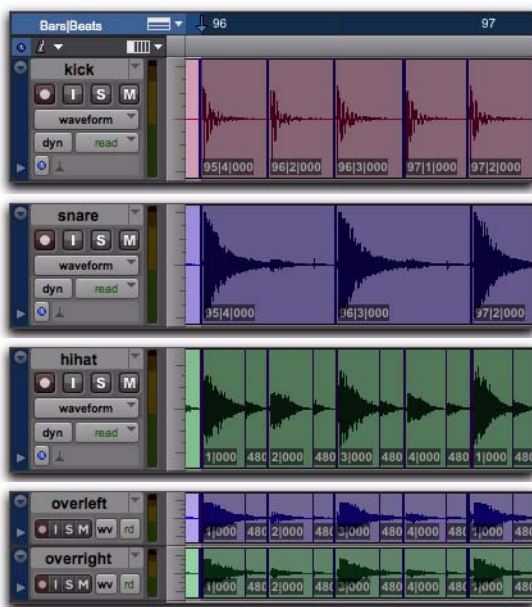 Bars|Beats 96 97
kick
I S M
waveform
dyn read
95|4|000 96|2|000 96|3|000 97|1|000 97|2|000
snare
I S M
waveform
dyn read
95|4|000 96|3|000 97|2|000
hihat
I S M
waveform
dyn read
1|000 480 2|000 480 3|000 480 4|000 480 1|000 480
overleft
I S M wv rd
1|000 480 2|000 480 3|000 480 4|000 480 1|000 480
overright
I S M wv rd
1|000 480 2|000 480 3|000 480 4|000 480 1|000 480